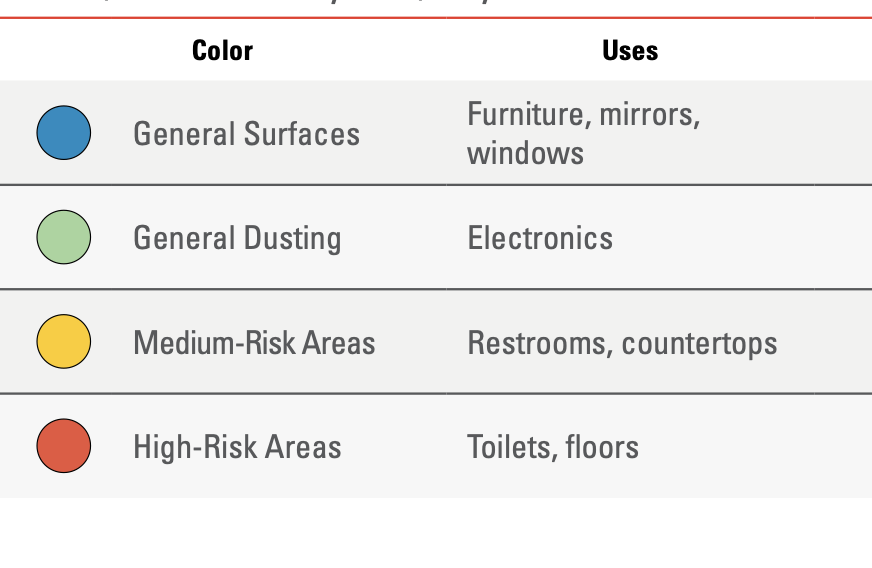 Color Uses
General Surfaces Furniture, mirrors,
windows
General Dusting Electronics
Medium-Risk Areas Restrooms, countertops
High-Risk Areas Toilets, floors